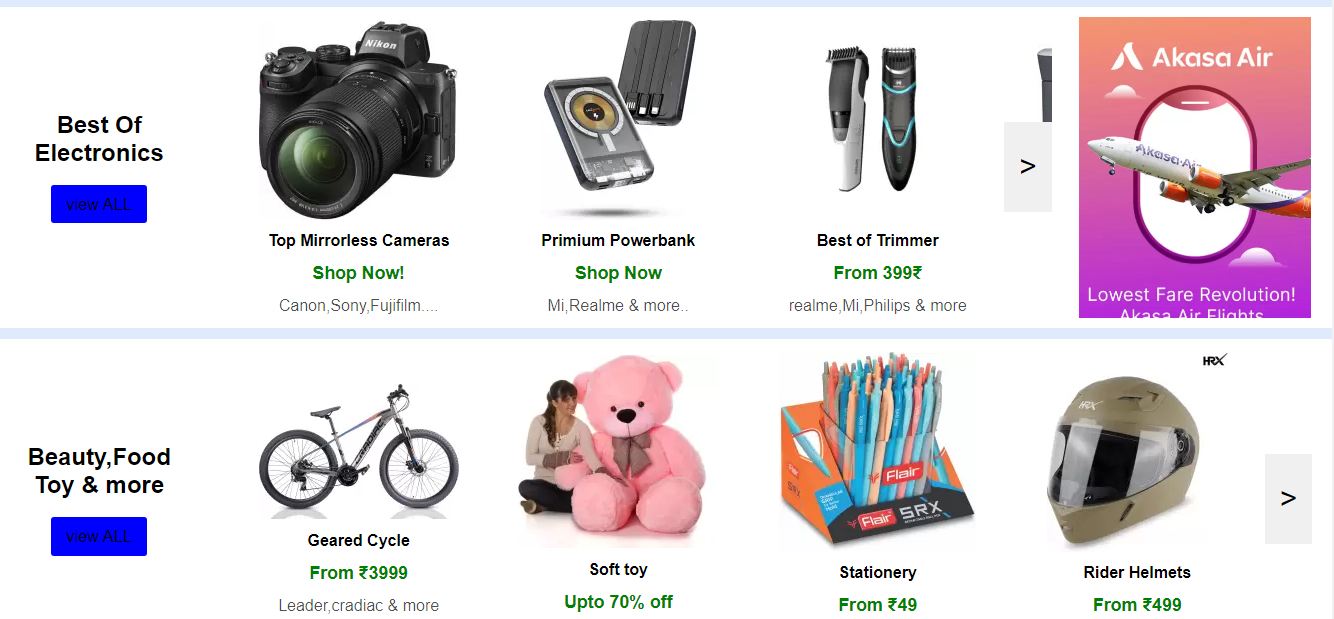 Best Of
Electronics
view ALL
Nikon
Top Mirrorless Cameras
Shop Now!
Canon,Sony,Fujifilm....
Primium Powerbank
Shop Now
Mi,Realme & more..
Best of Trimmer
From 399₹
realme,Mi,Philips & more
>
Akasa Air
Akasa Air
Lowest Fare Revolution!
Akasa Air Flights
Beauty,Food
Toy & more
view ALL
Geared Cycle
From ₹3999
Leader,cradiac & more
Soft toy
Upto 70% off
Flair
SRX
Flair
Flair SRX
Stationery
From ₹49
HRX
HRX
Rider Helmets
From ₹499
>